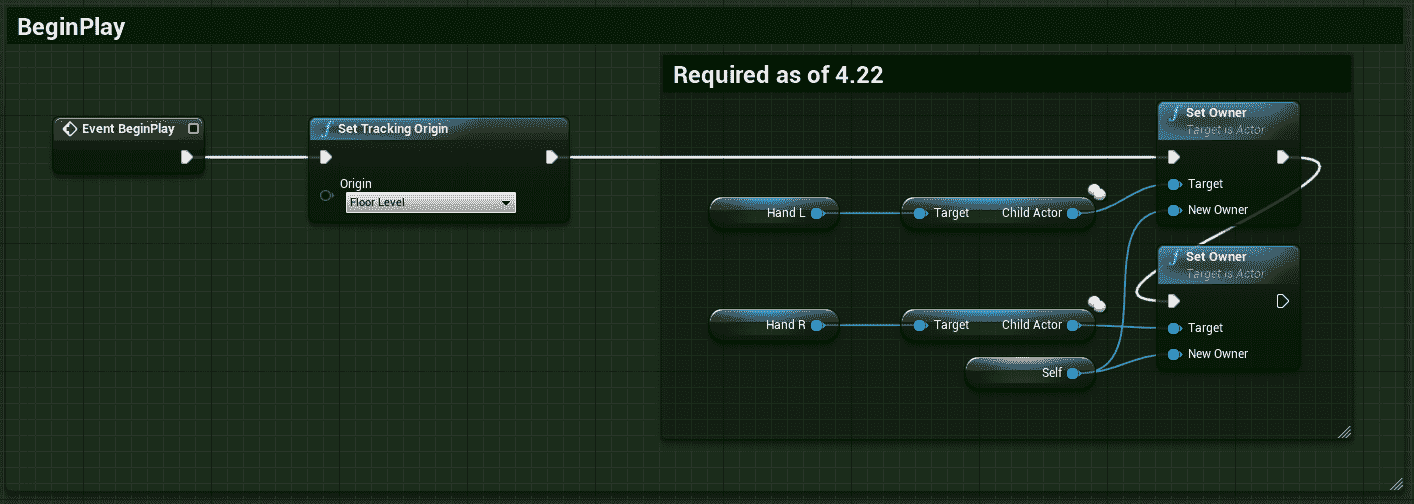 BeginPlay
Required as of 4.22
Event BeginPlay
Set Tracking Origin
Origin
Floor Level
Set Owner
Target is Actor
Target
New Owner
Hand L
Target Child Actor
Set Owner
Target is Actor
Target
New Owner
Hand R
Target Child Actor
Self